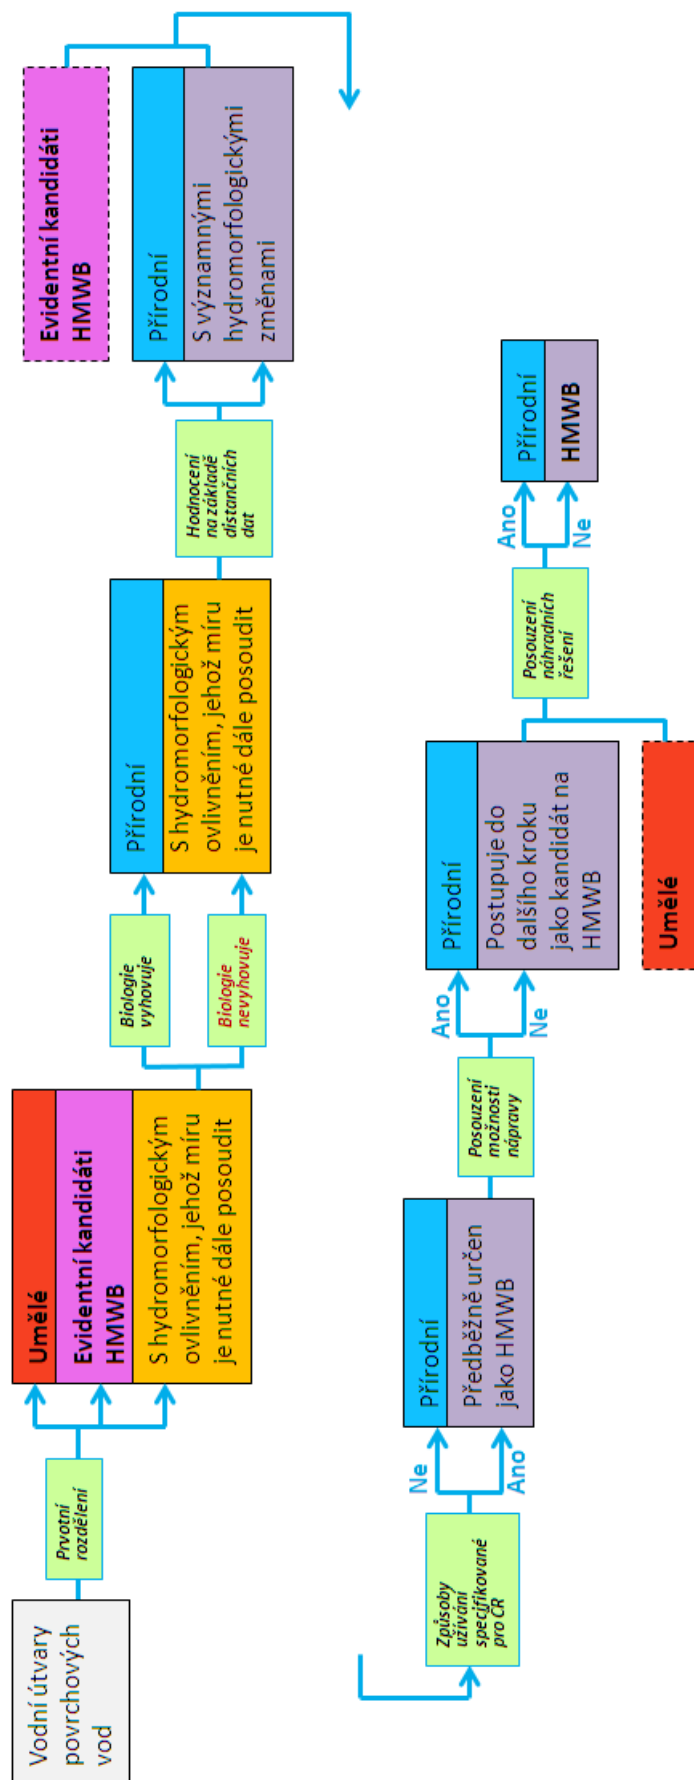 Vodní útvary
povrchových
vod
Prvotní
rozdělení
Umělé
Evidentní kandidáti
HMWB
S hydromorfologickým
ovlivněním, jehož míru
je nutné dále posoudit
Biologie
vyhovuje
Biologie
nevyhovuje
Přírodní
S hydromorfologickým
ovlivněním, jehož míru
je nutné dále posoudit
Hodnocení
na základě
distančních
dat
Evidentní kandidáti
HMWB
Přírodní
S významnými
hydromorfologickými
změnami
Způsoby
užívání
specifikované
pro ČR
Ne
Ano
Přírodní
Předběžně určen
jako HMWB
Posouzení
možnosti
nápravy
Ano
Ne
Přírodní
Postupuje do
dalšího kroku
jako kandidát na
HMWB
Umělé
Posouzení
náhradních
řešení
Ano
Ne
Přírodní
HMWB